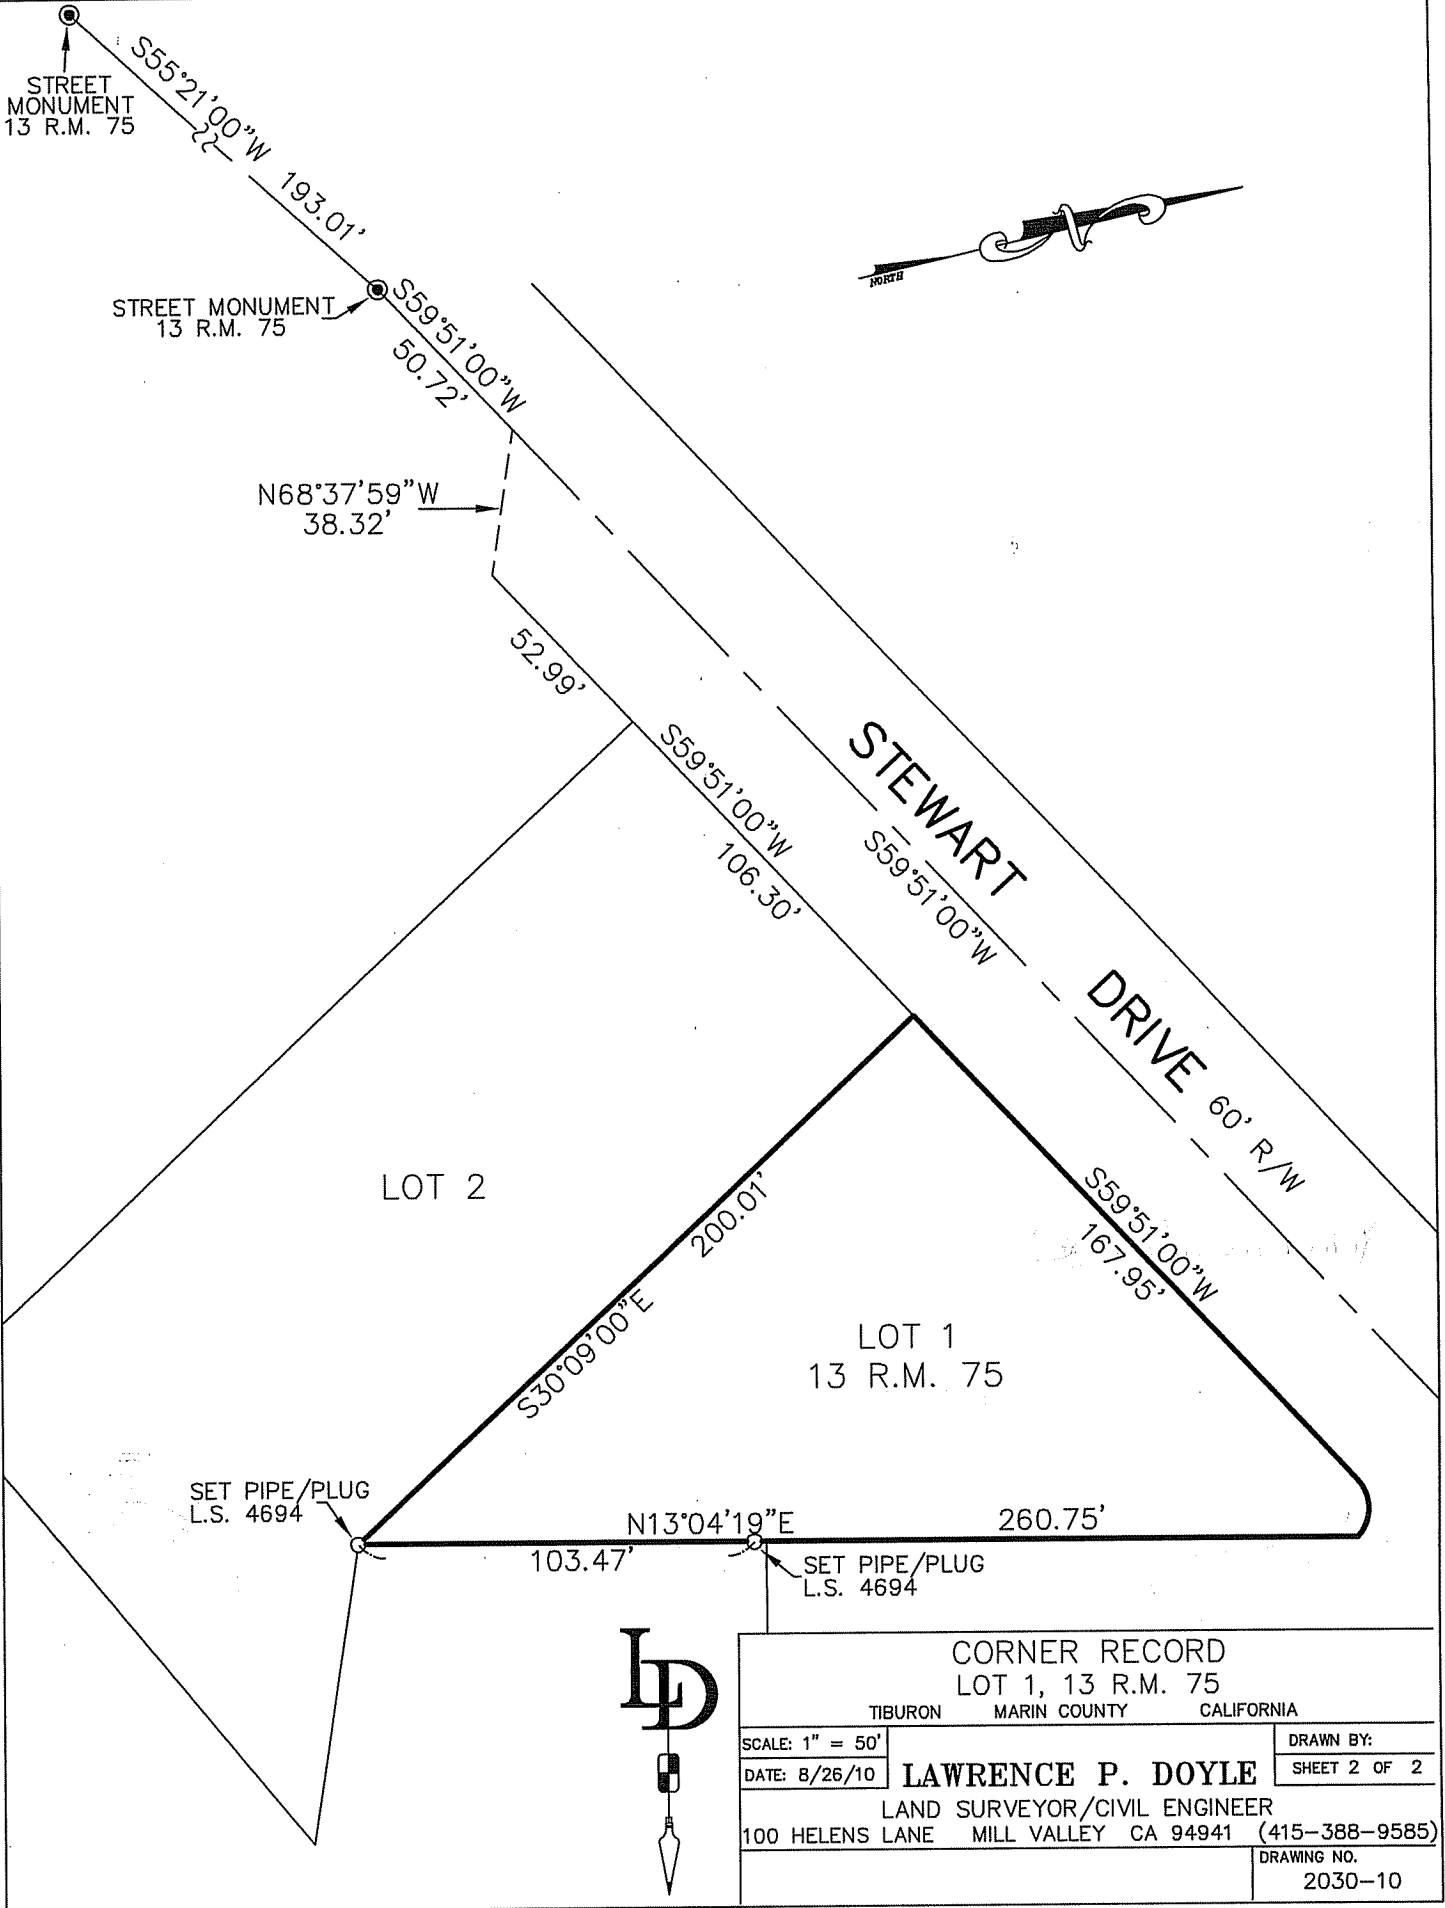 STREET
MONUMENT
13 R.M. 75
S55°21'00"W 193.01'
NORTH
STREET MONUMENT
13 R.M. 75
S59°51'00"W
50.72'
N68°37'59"W
38.32'
52.99'
S59°51'00"W
106.30'
STEWART DRIVE 60' R/W
S59°51'00"W
LOT 2
200.01'
S30°09'00"E
S59°51'00"W
167.95'
LOT 1
13 R.M. 75
SET PIPE/PLUG
L.S. 4694
N13°04'19"E
260.75'
103.47'
SET PIPE/PLUG
L.S. 4694
LD
CORNER RECORD
LOT 1, 13 R.M. 75
TIBURON MARIN COUNTY CALIFORNIA
SCALE: 1" = 50'
DRAWN BY:
DATE: 8/26/10
LAWRENCE P. DOYLE
SHEET 2 OF 2
LAND SURVEYOR/CIVIL ENGINEER
100 HELENS LANE MILL VALLEY CA 94941 (415-388-9585)
DRAWING NO.
2030-10